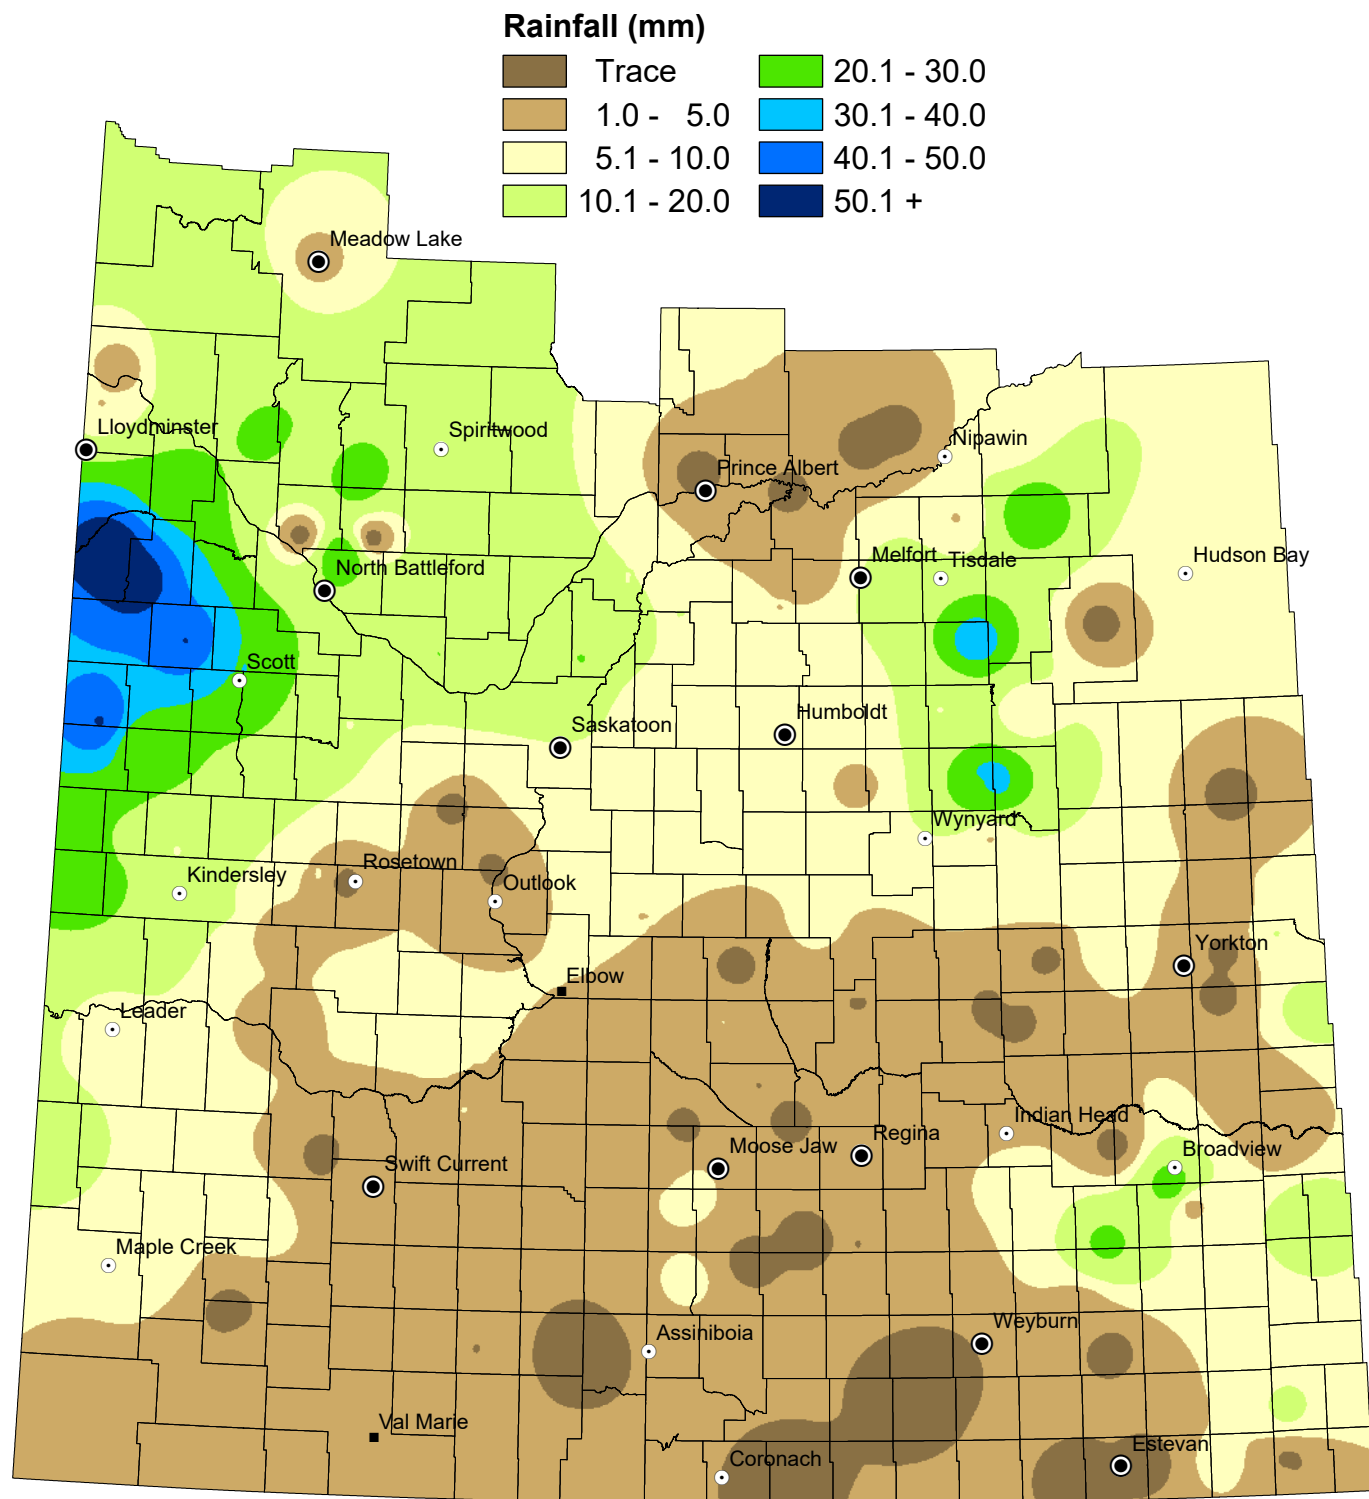 Rainfall (mm)
Trace
20.1 - 30.0
1.0 - 5.0
30.1 - 40.0
5.1 - 10.0
40.1 - 50.0
10.1 - 20.0
50.1 +
Meadow Lake
Lloydminster
Spiritwood
Nipawin
Prince Albert
Melfort
Tisdale
Hudson Bay
North Battleford
Scott
Saskatoon
Humboldt
Wynyard
Rosetown
Kindersley
Outlook
Yorkton
Elbow
Leader
Indian Head
Regina
Moose Jaw
Broadview
Swift Current
Maple Creek
Weyburn
Assiniboia
Val Marie
Estevan
Coronach